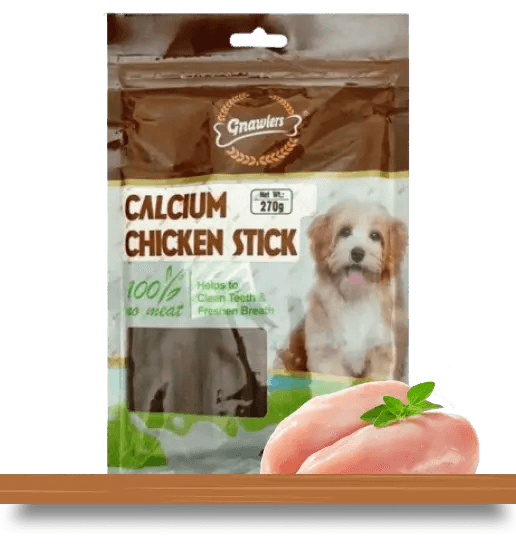 Gnawlers
CALCIUM
Net Wt.:
270g
CHICKEN STICK
100%
no meat
Helps to
Clean Teeth &
Freshen Breath